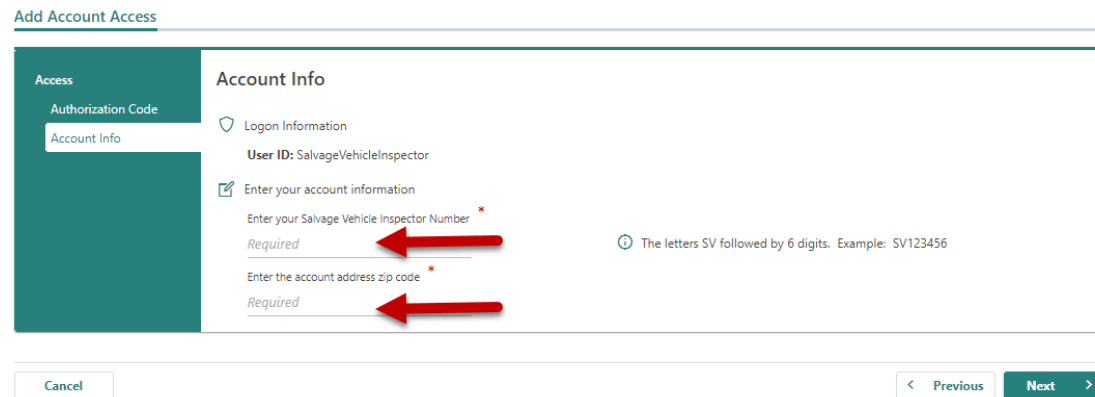 Add Account Access
Access
Authorization Code
Account Info
Account Info
Logon Information
User ID: SalvageVehicleInspector
Enter your account information
Enter your Salvage Vehicle Inspector Number *
Required
The letters SV followed by 6 digits. Example: SV123456
Enter the account address zip code *
Required
Cancel
< Previous
Next >